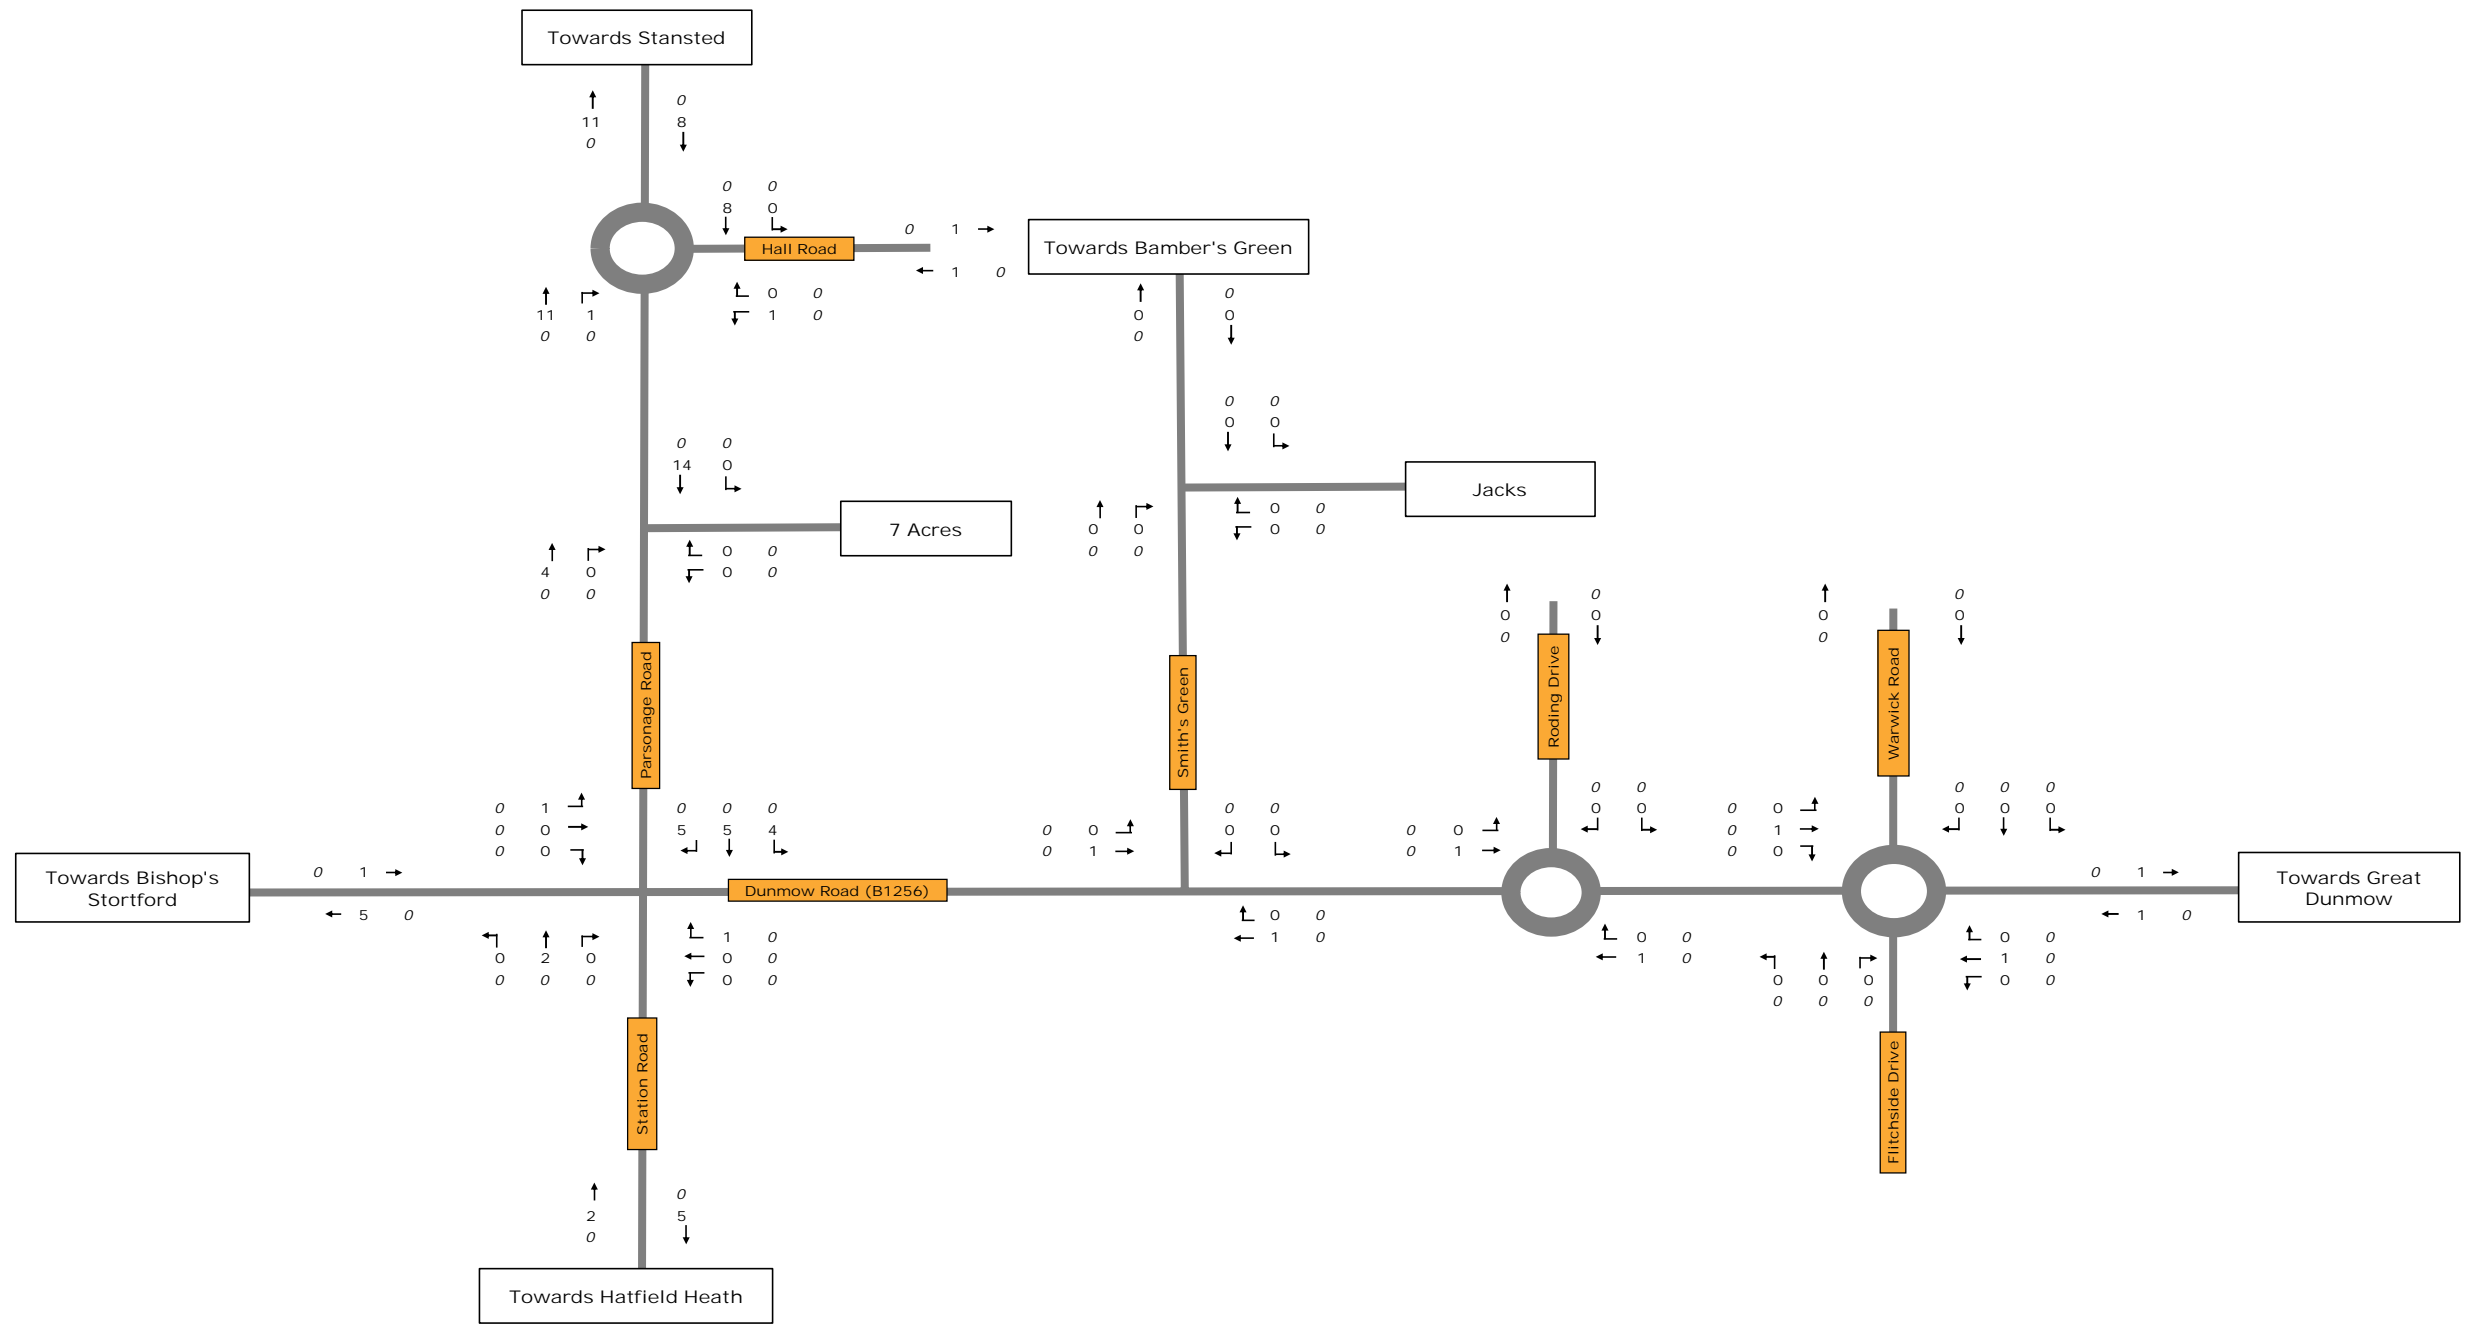 Towards Stansted
0
11 8
0
0 0
8 0
Hall Road
0 1
1 0
0 0
1 0
11 1
0 0
Towards Bamber's Green
0
0 0
0
0 0
0 0
Jacks
0 0
0 0
0 0
0 0
0 0
14 0
7 Acres
0 0
0 0
4 0
0 0
Parsonage Road
Smith's Green
0
0 0
0
Roding Drive
0
0 0
0
Warwick Road
0 1
0 0
0 0
0 0 0
5 5 4
0 0
0 1
0 0
0 0
0 0
0 1
0 0
0 0
0 0
0 1
0 0
0 0 0
0 0 0
Towards Bishop's
Stortford
0 1
5 0
Dunmow Road (B1256)
0 1
1 0
Towards Great
Dunmow
0 2 0
0 0 0
1 0
0 0
0 0
0 0
1 0
0 0
1 0
0 0 0
0 0 0
0 0
1 0
0 0
Station Road
Flitchside Drive
0
2 5
0
Towards Hatfield Heath